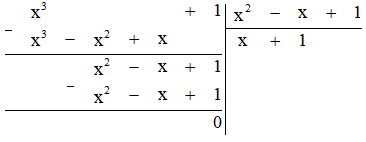 x³ + 1 x² − x + 1
− x³ − x² + x x + 1
x² − x + 1
− x² − x + 1
0